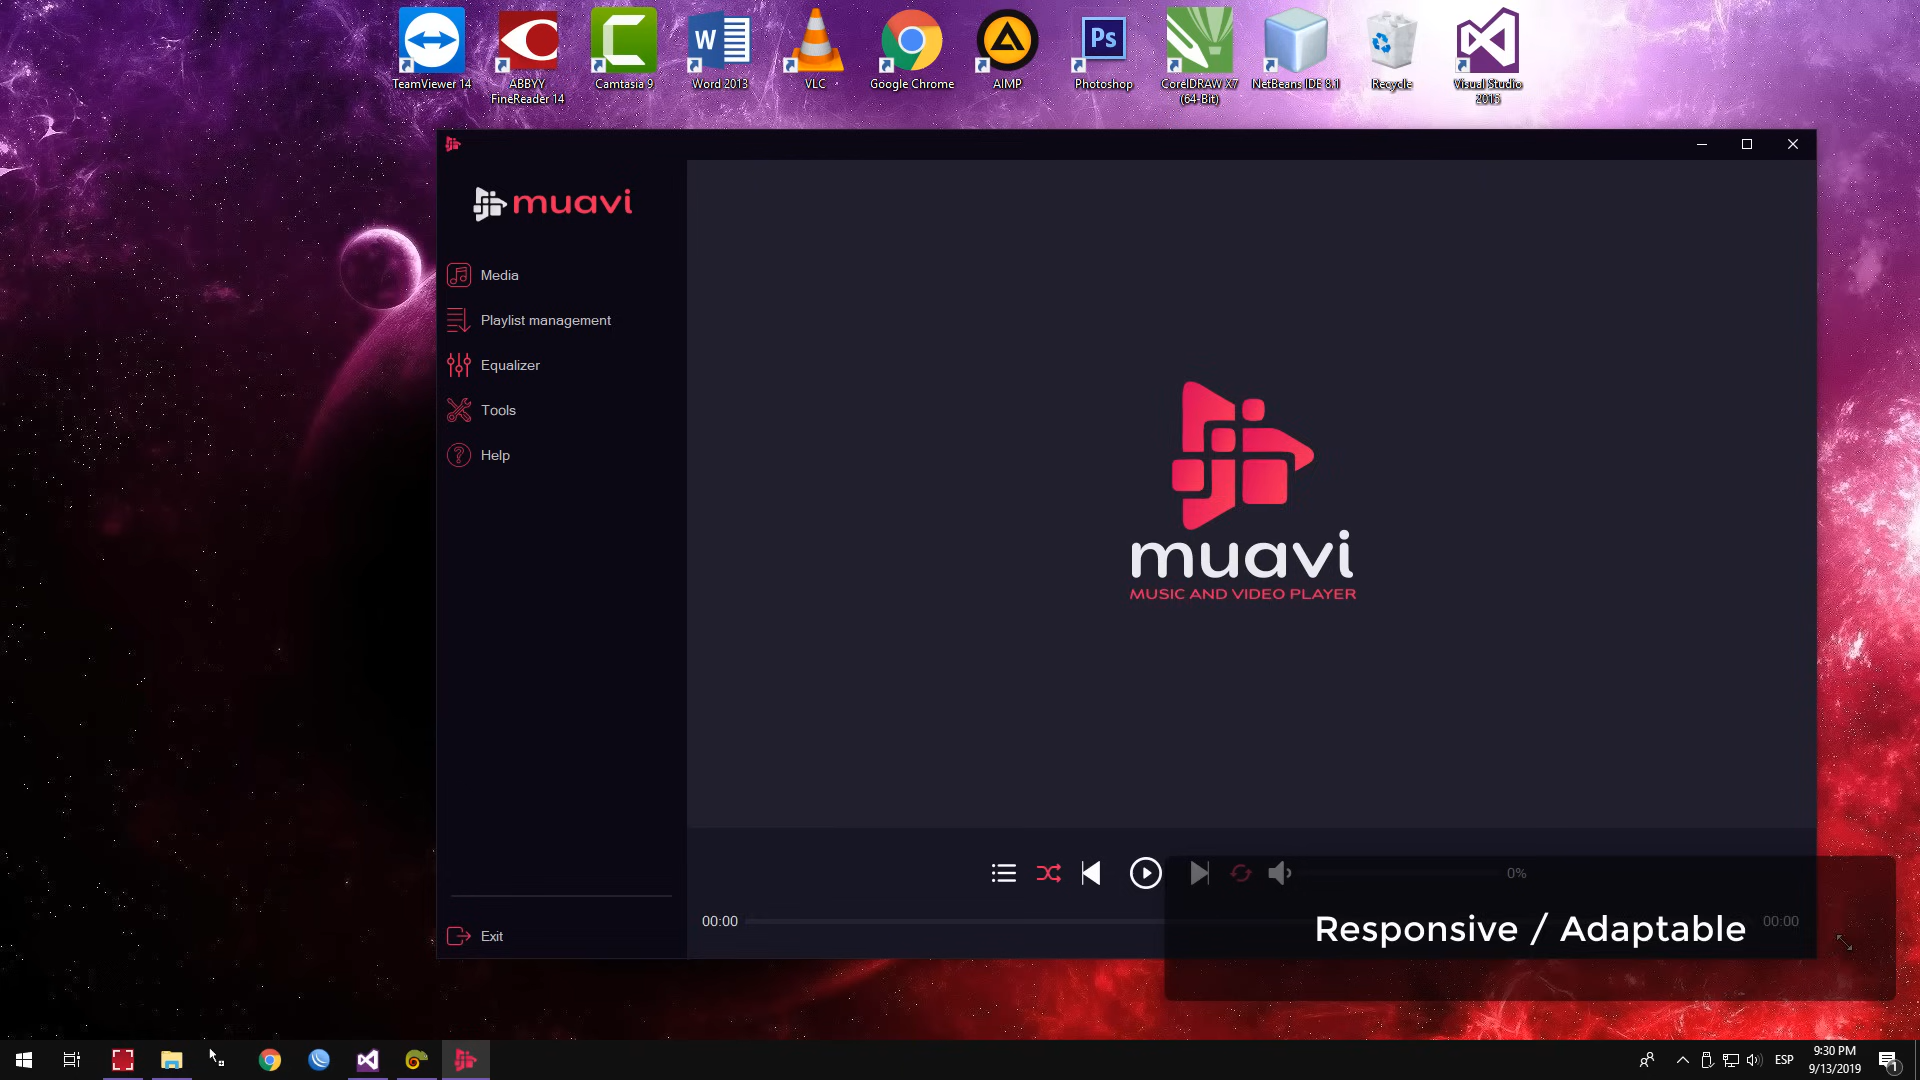 TeamViewer 14
ABBYY
FineReader 14
Camtasia 9
Word 2013
VLC
Google Chrome
AIMP
Photoshop
CorelDRAW X7
(64-Bit)
NetBeans IDE 8.1
Recycle
Visual Studio
2015
muavi
Media
Playlist management
Equalizer
Tools
Help
muavi
MUSIC AND VIDEO PLAYER
0%
00:00
00:00
Responsive / Adaptable
Exit
ESP
9:30 PM
9/13/2019
1
W
Ps